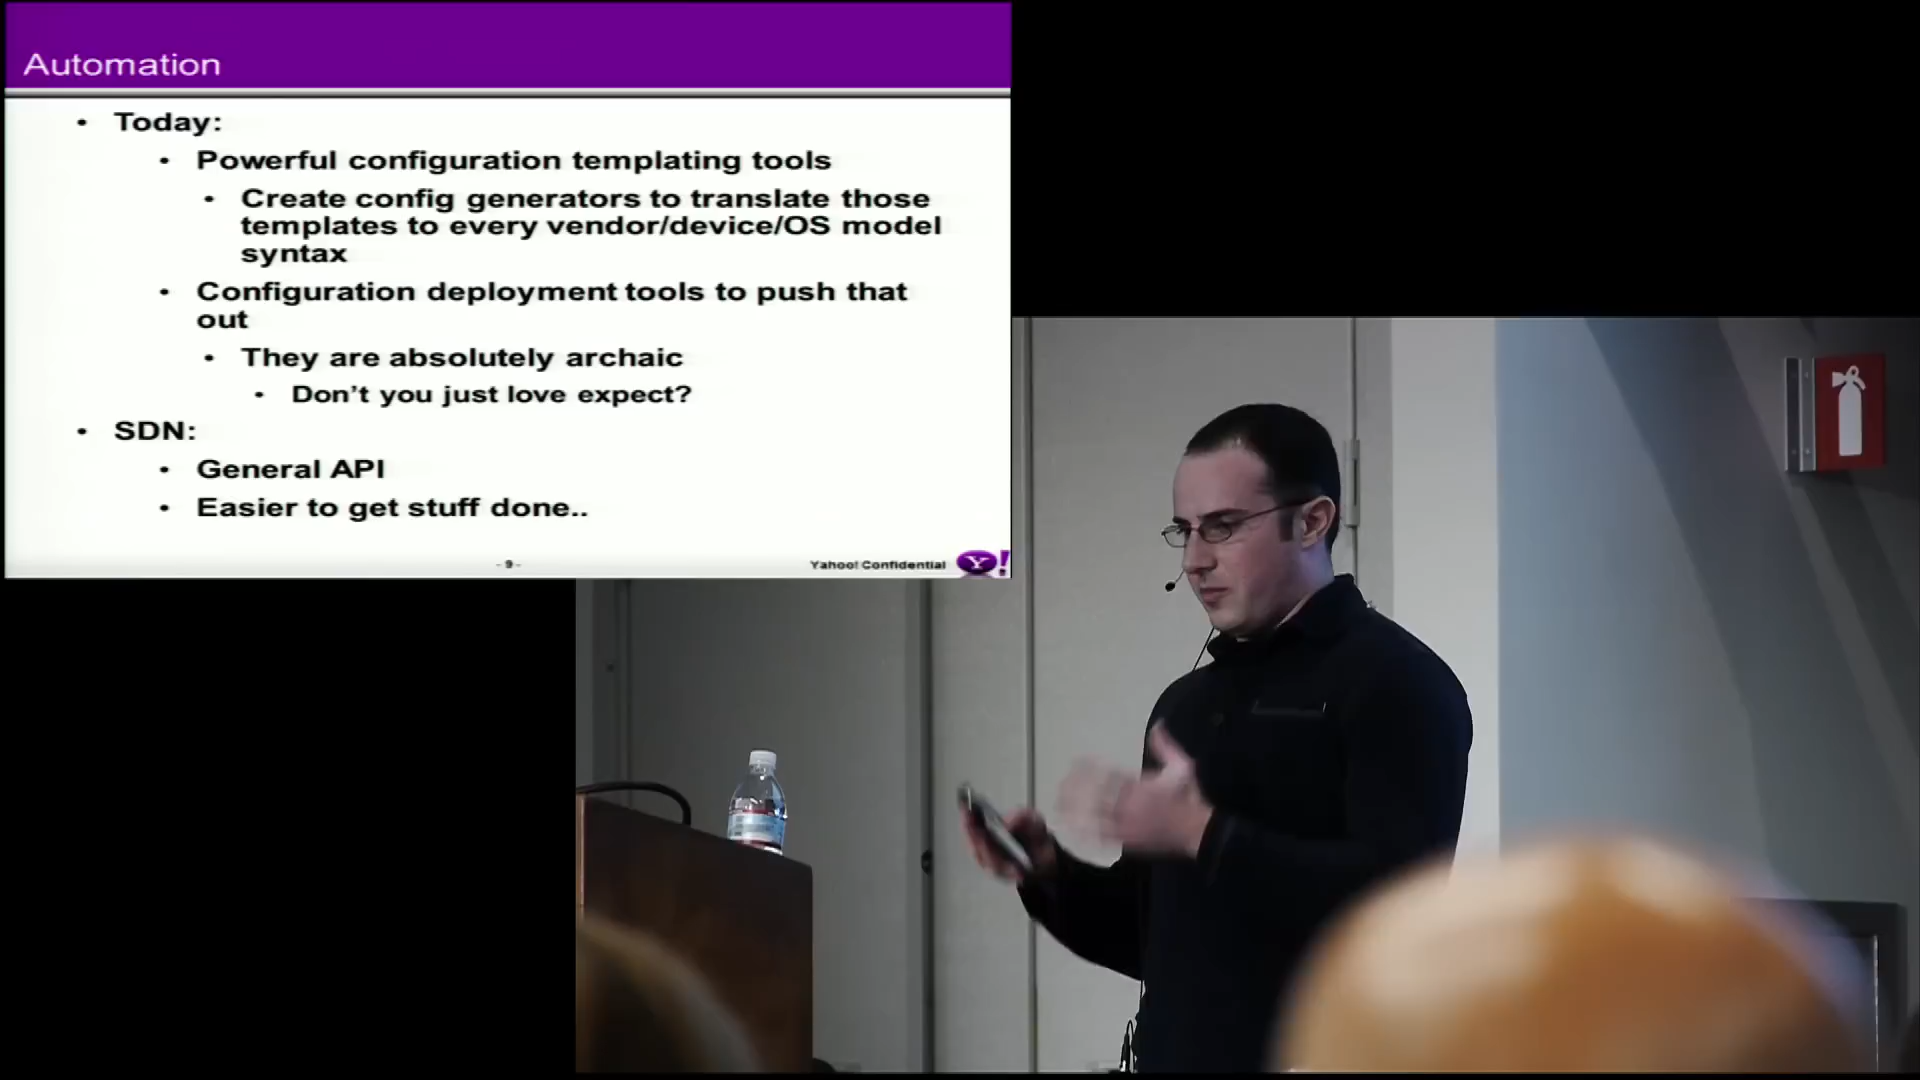 Automation
• Today:
• Powerful configuration templating tools
• Create config generators to translate those
templates to every vendor/device/OS model
syntax
• Configuration deployment tools to push that
out
• They are absolutely archaic
• Don't you just love expect?
• SDN:
• General API
• Easier to get stuff done..
- 9 -
Yahoo! Confidential
Y!